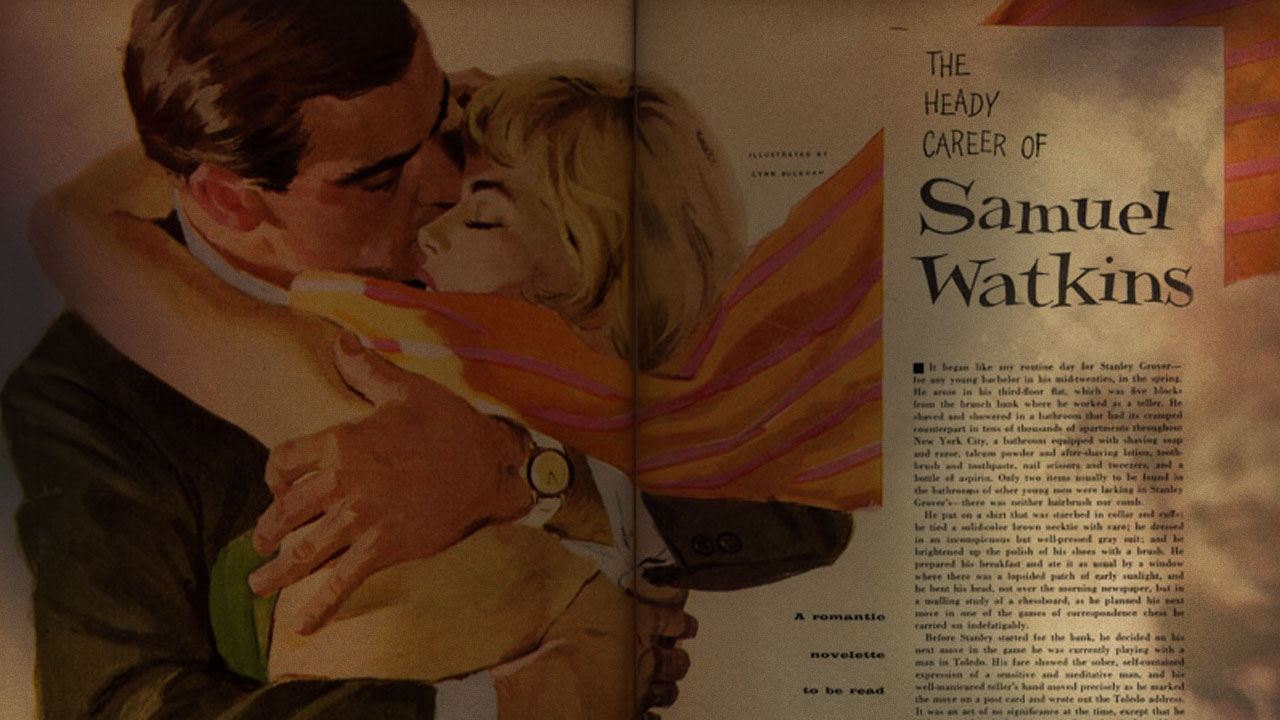 THE
HEADY
CAREER OF
Samuel
Watkins
ILLUSTRATED BY
LYNN BUCKHAM
■ It began like any routine day for Stanley Grover—
for any young bachelor in his mid-twenties, in the spring.
He arose in his third-floor flat, which was five blocks
from the branch bank where he worked as a teller. He
shaved and showered in a bathroom that had its cramped
counterpart in tens of thousands of apartments throughout
New York City, a bathroom equipped with shaving soap
and razor, talcum powder and after-shaving lotion, tooth-
brush and toothpaste, nail scissors and tweezers, and a
bottle of aspirin. Only two items usually to be found in
the bathrooms of other young men were lacking in Stanley
Grover's—there was neither hairbrush nor comb.
He put on a shirt that was starched in collar and cuffs;
he tied a solid-color brown necktie with care; he dressed
in an inconspicuous but well-pressed gray suit; and he
brightened up the polish of his shoes with a brush. He
prepared his breakfast and ate it as usual by a window
where there was a lopsided patch of early sunlight, and
he bent his head, not over the morning newspaper, but in
a mulling study of a chessboard, as he planned his next
move in one of the games of correspondence chess he
carried on indefatigably.
Before Stanley started for the bank, he decided on his
next move in the game he was currently playing with a
man in Toledo. His face showed the sober, self-contained
expression of a sensitive and meditative man, and his
well-manicured teller's hand moved precisely as he marked
the move on a post card and wrote out the Toledo address.
It was an act of no significance at the time, except that he
A romantic
novelette
to be read